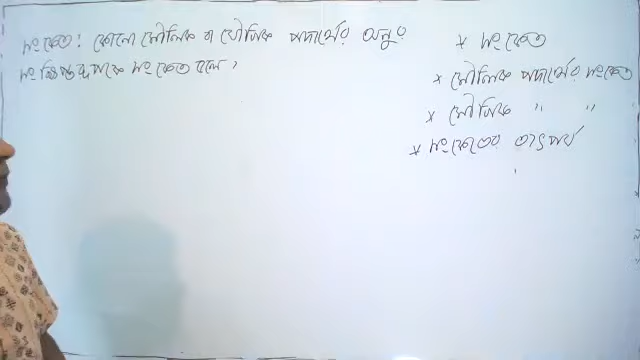 সংকেত: কোনো মৌলিক বা যৌগিক পদার্থের অনুর
সংক্ষিপ্তরূপকে সংকেত বলে,
* সংকেত
* মৌলিক পদার্থের সংকেত
* যৌগিক " "
* সংকেতের তাৎপর্য